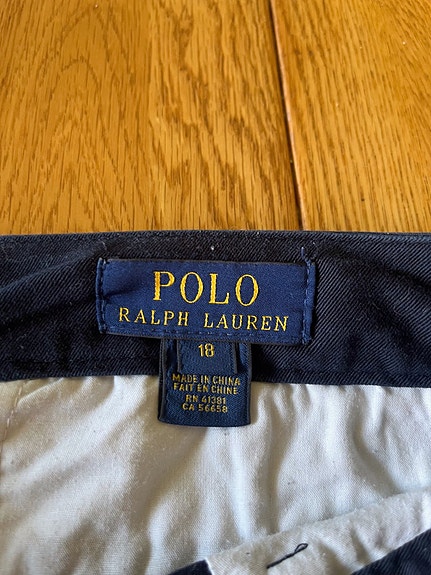 POLO
RALPH LAUREN
18
MADE IN CHINA
FAIT EN CHINE
RN 41381
CA 56658